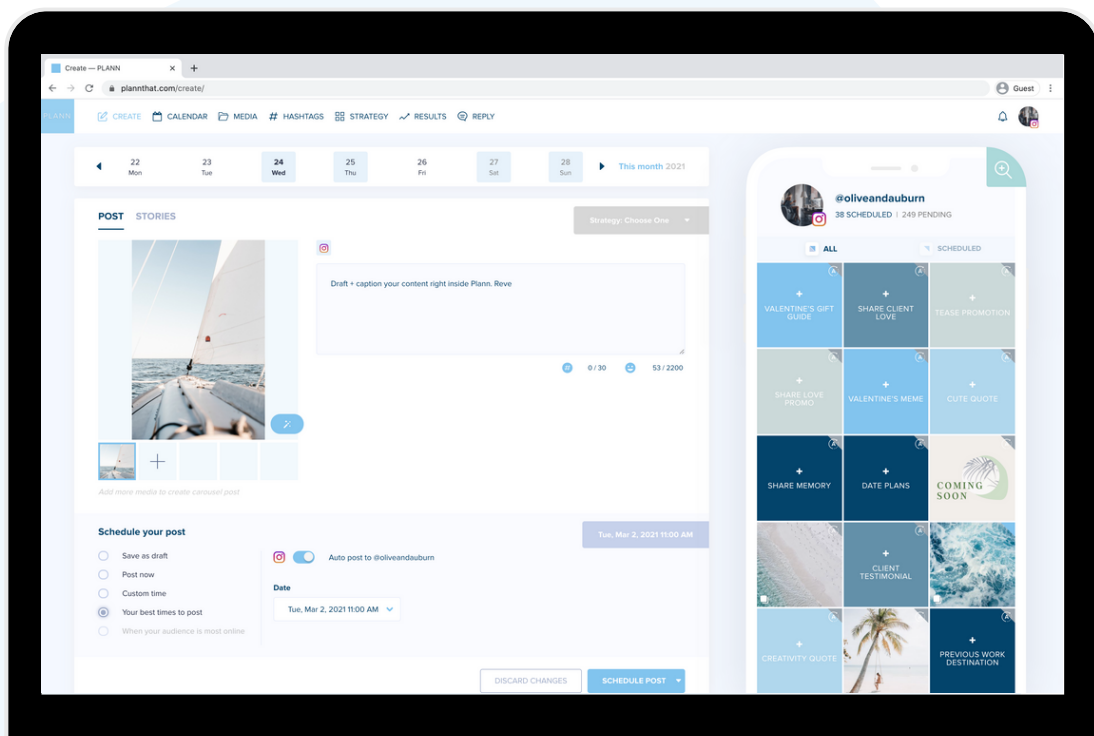 Create — PLANN
plannthat.com/create/
Guest
PLANN
CREATE
CALENDAR
MEDIA
# HASHTAGS
STRATEGY
RESULTS
REPLY
22
Mon
23
Tue
24
Wed
25
Thu
26
Fri
27
Sat
28
Sun
This month 2021
POST
STORIES
Strategy: Choose One
Draft + caption your content right inside Plann. Reve
# 0 / 30
53 / 2200
Add more media to create carousel post
Schedule your post
Tue, Mar 2, 2021 11:00 AM
Save as draft
Post now
Custom time
Your best times to post
When your audience is most online
Auto post to @oliveandauburn
Date
Tue, Mar 2, 2021 11:00 AM
DISCARD CHANGES
SCHEDULE POST
@oliveandauburn
38 SCHEDULED | 249 PENDING
ALL
SCHEDULED
+
VALENTINE'S GIFT
GUIDE
+
SHARE CLIENT
LOVE
+
TEASE PROMOTION
+
SHARE LOVE
PROMO
+
VALENTINE'S MEME
+
CUTE QUOTE
+
SHARE MEMORY
+
DATE PLANS
COMING
SOON
+
CLIENT
TESTIMONIAL
+
CREATIVITY QUOTE
+
PREVIOUS WORK
DESTINATION